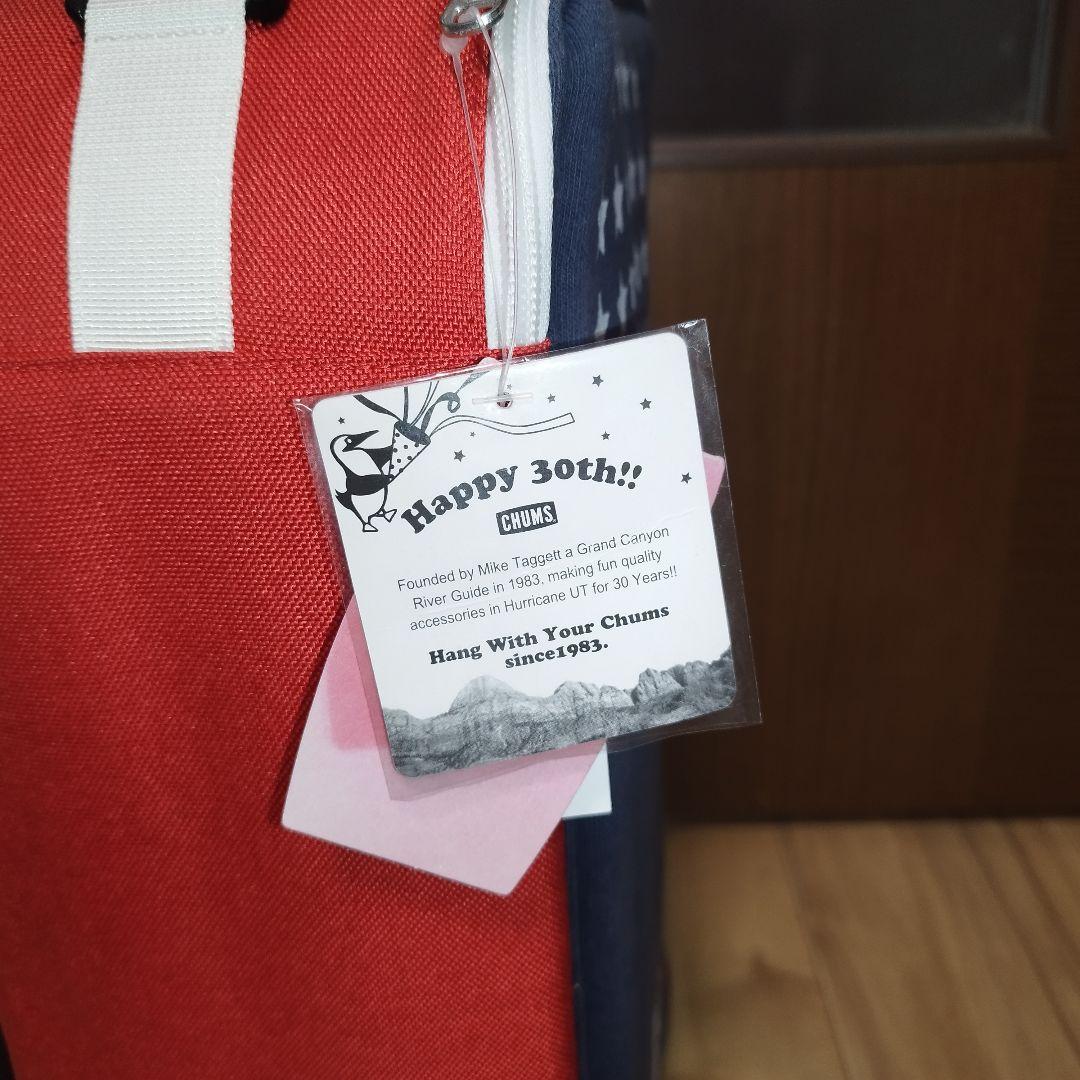 Happy 30th!!
CHUMS
Founded by Mike Taggett a Grand Canyon
River Guide in 1983, making fun quality
accessories in Hurricane UT for 30 Years!!
Hang With Your Chums
since1983.